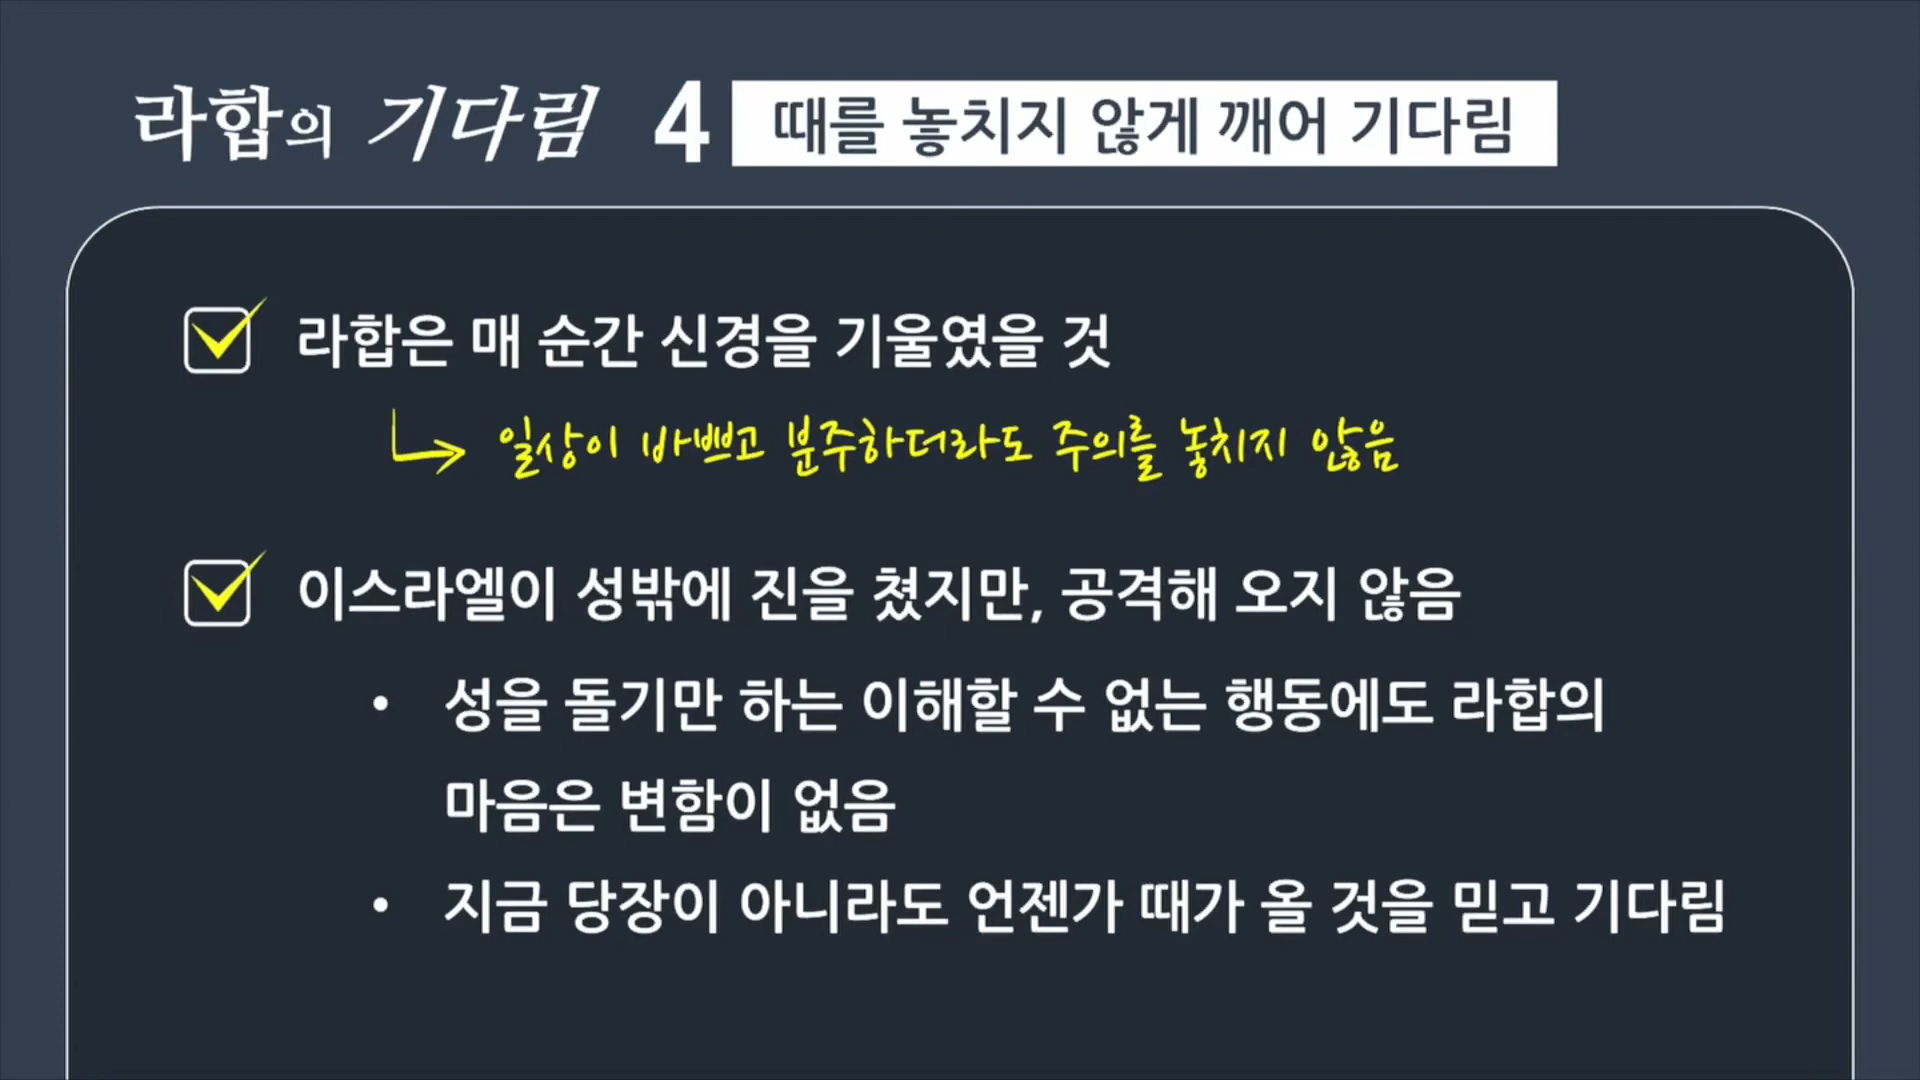 라합의 기다림 4 때를 놓치지 않게 깨어 기다림
라합은 매 순간 신경을 기울였을 것
일상이 바쁘고 분주하더라도 주의를 놓치지 않음
이스라엘이 성밖에 진을 쳤지만, 공격해 오지 않음
• 성을 돌기만 하는 이해할 수 없는 행동에도 라합의
마음은 변함이 없음
• 지금 당장이 아니라도 언젠가 때가 올 것을 믿고 기다림